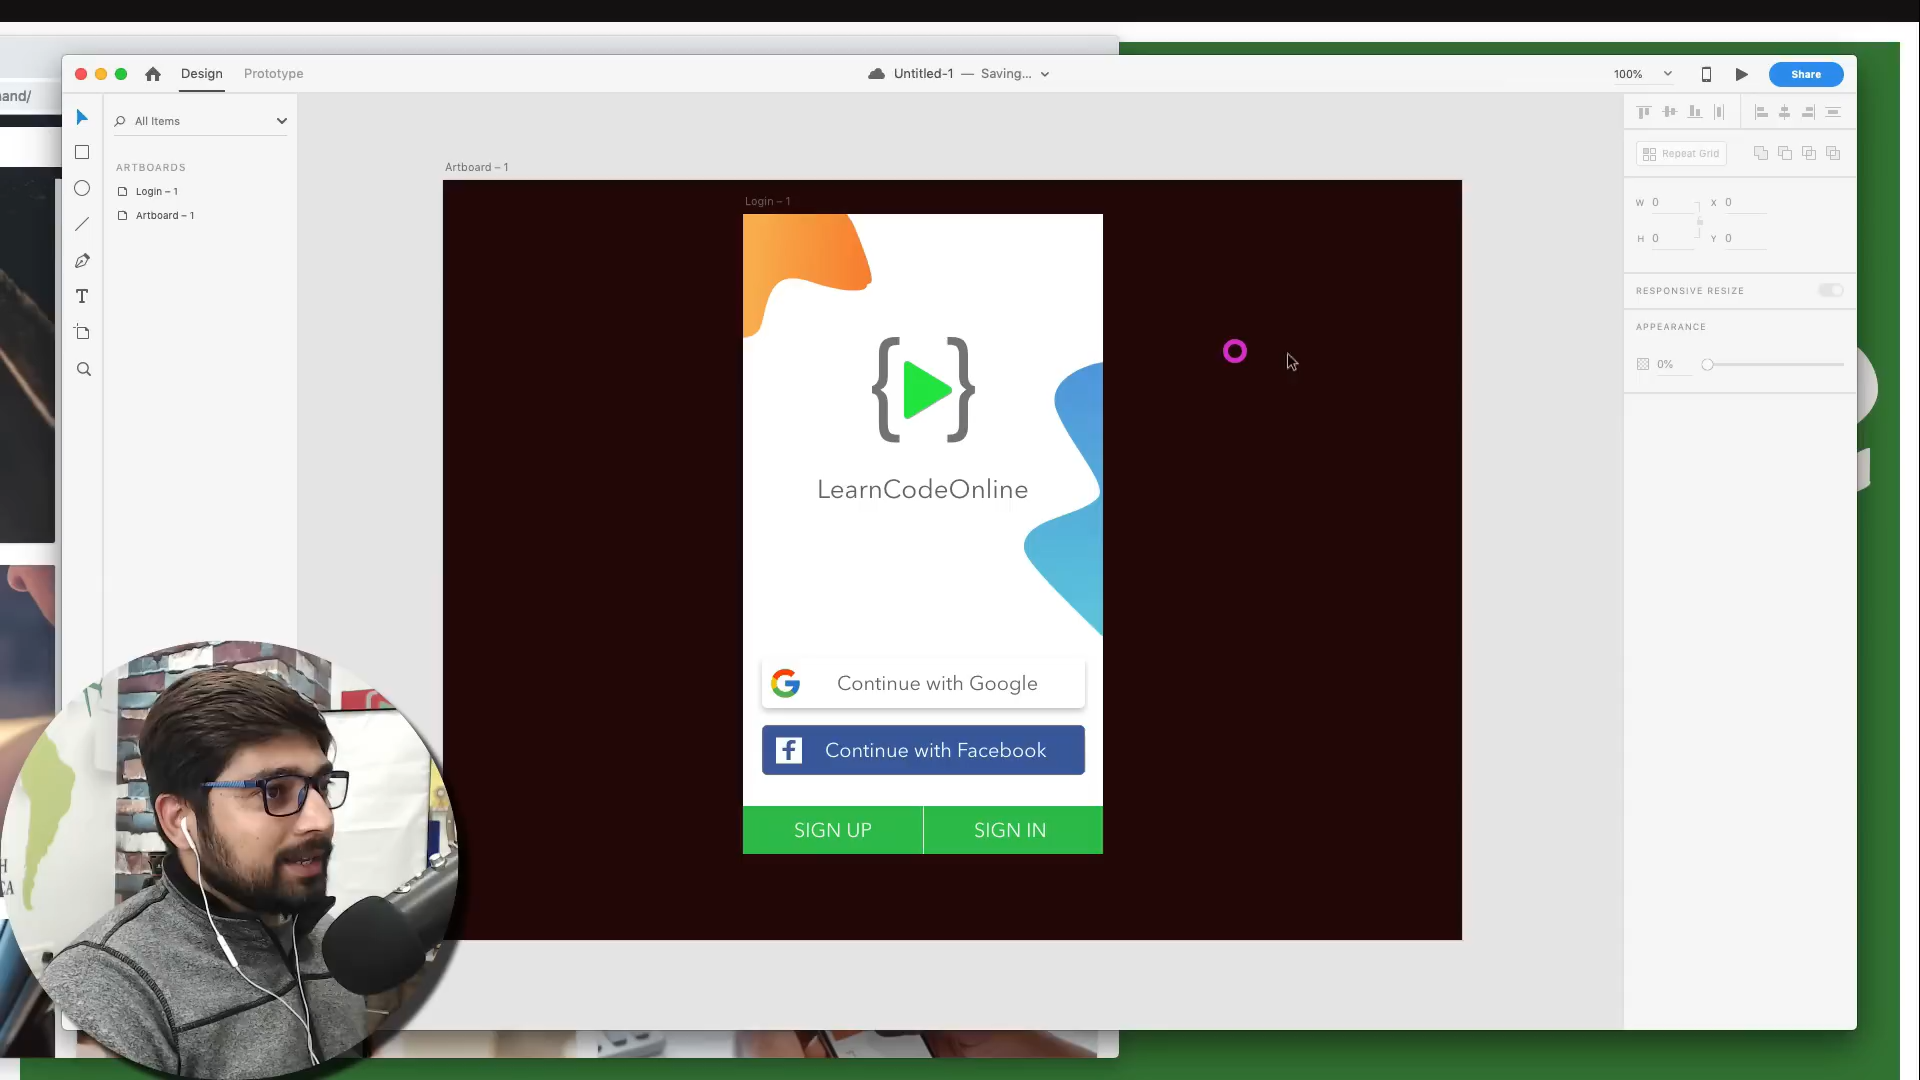 and/
Design
Prototype
Untitled-1 — Saving...
100%
Share
All Items
ARTBOARDS
Login – 1
Artboard – 1
Artboard – 1
Login – 1
LearnCodeOnline
Continue with Google
Continue with Facebook
SIGN UP
SIGN IN
Repeat Grid
W 0
X 0
H 0
Y 0
RESPONSIVE RESIZE
APPEARANCE
0%